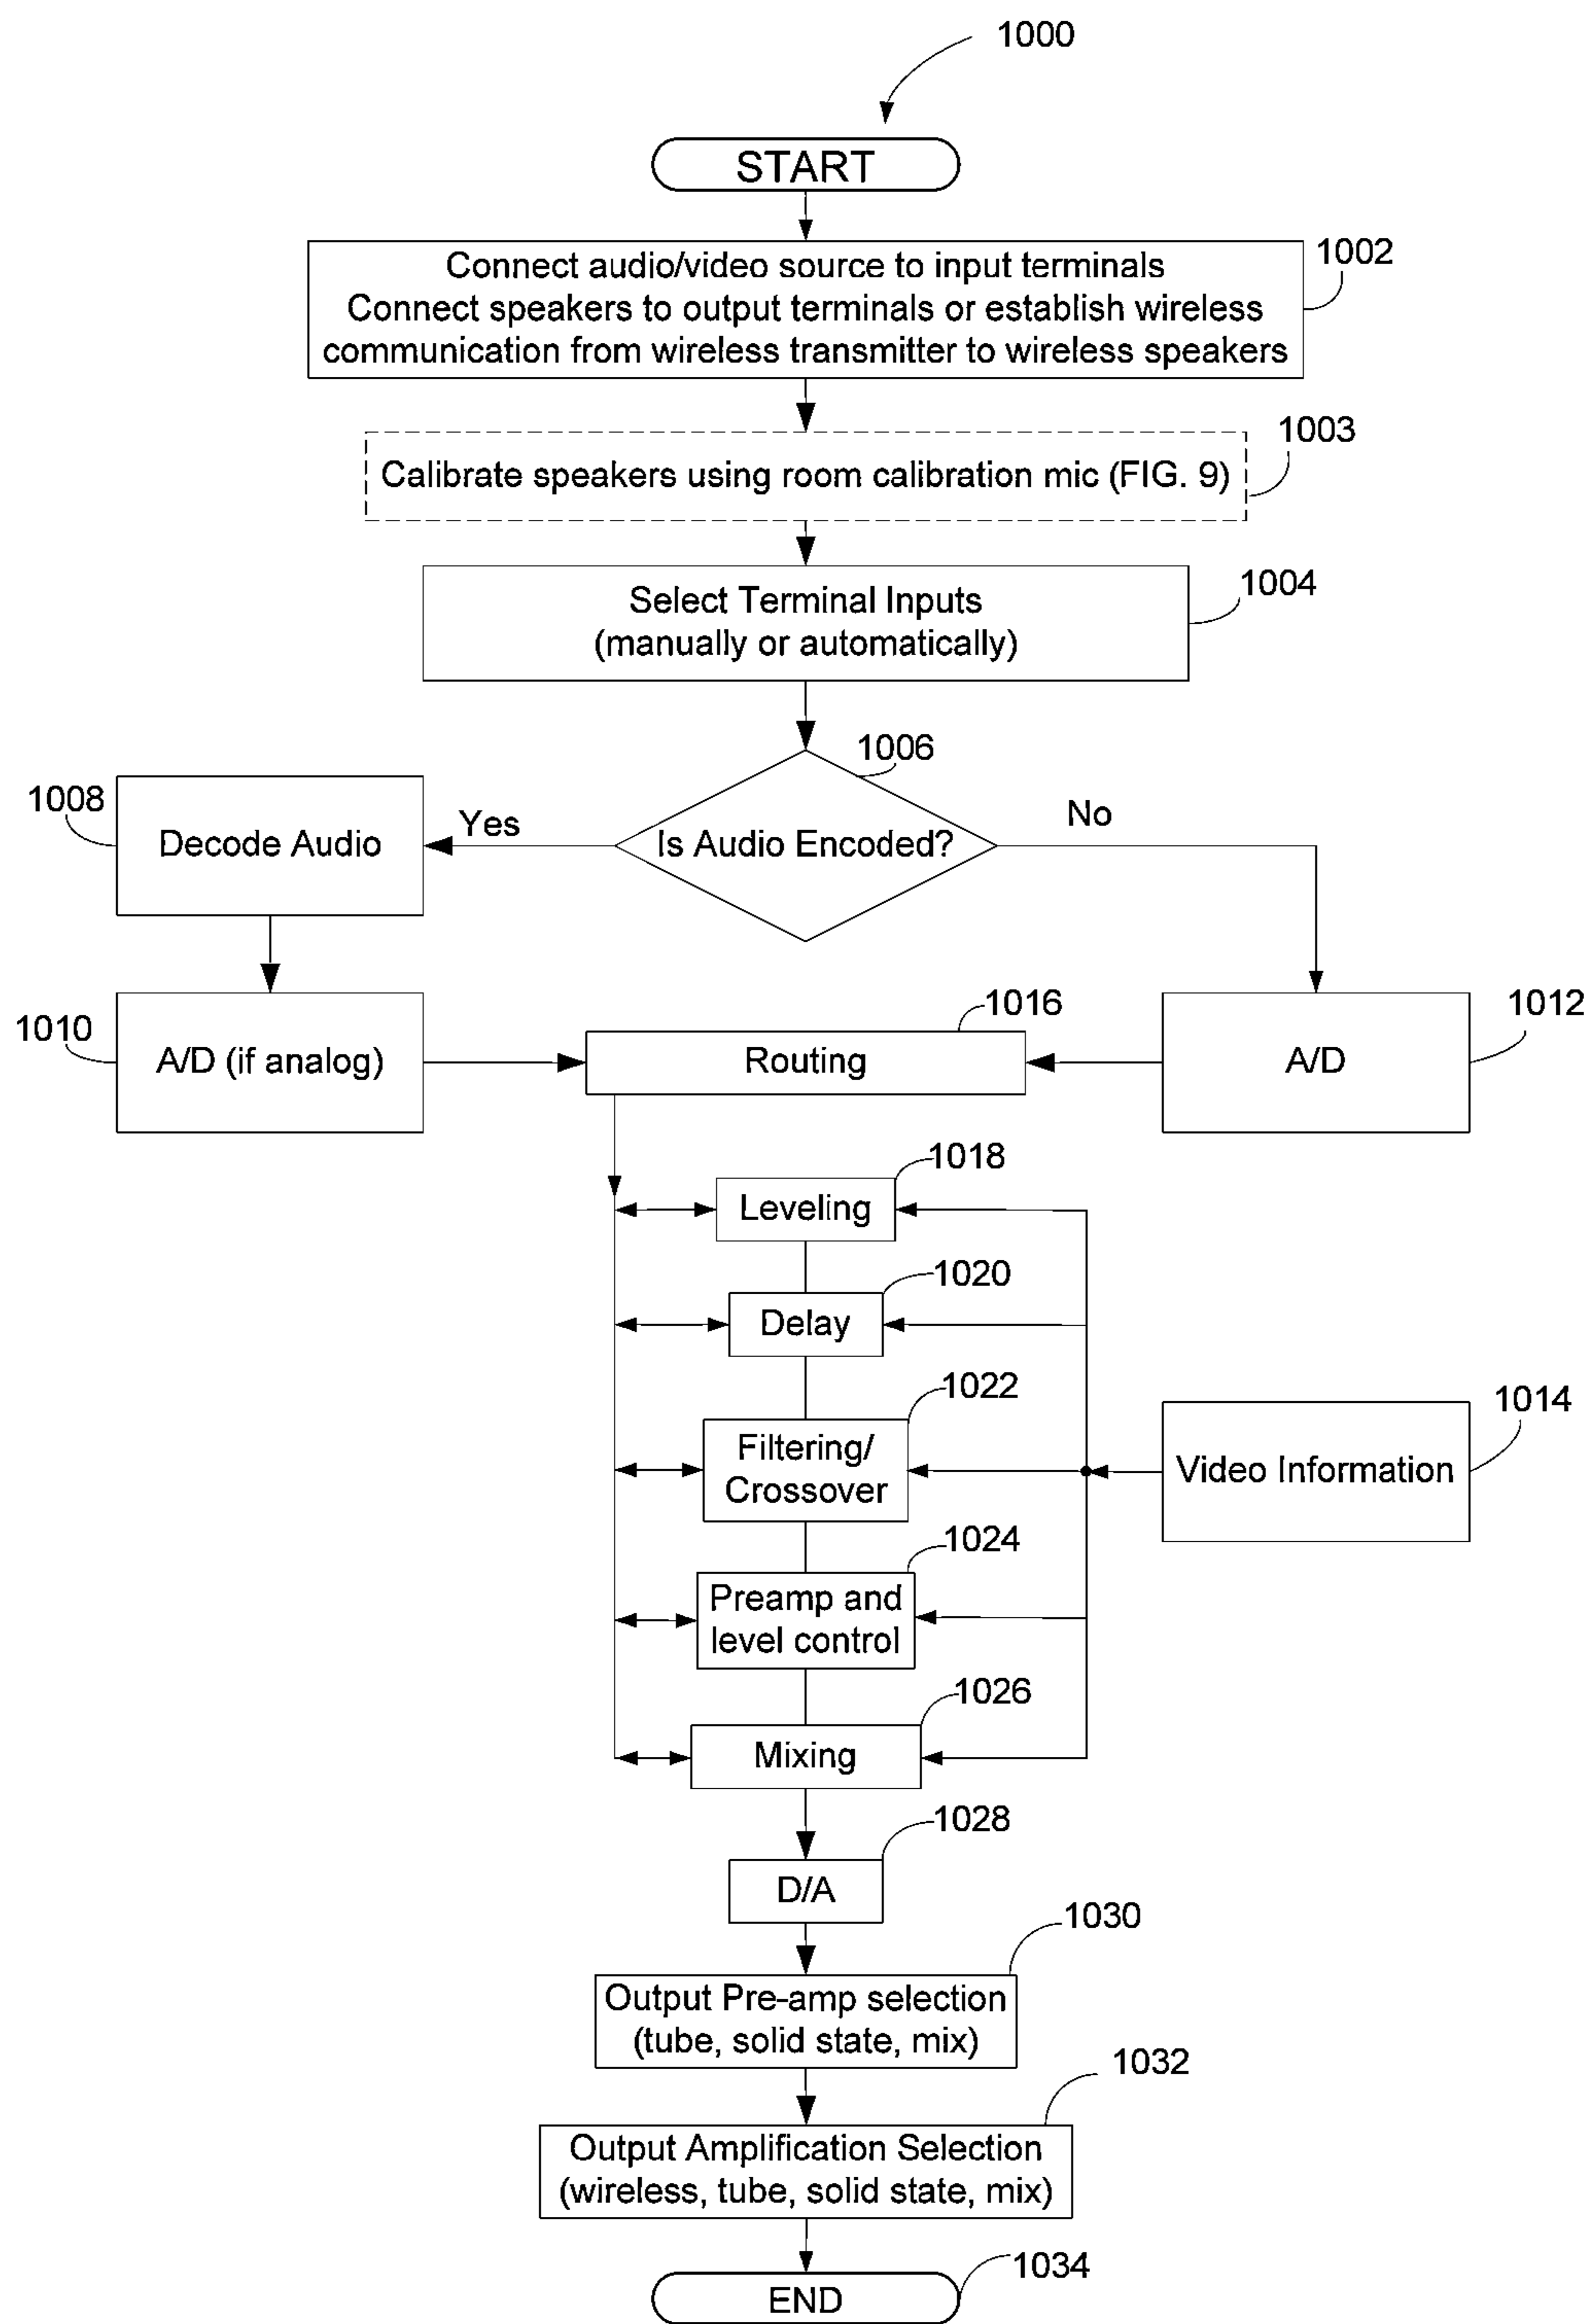 1000
START
Connect audio/video source to input terminals
Connect speakers to output terminals or establish wireless
communication from wireless transmitter to wireless speakers
1002
Calibrate speakers using room calibration mic (FIG. 9)
1003
Select Terminal Inputs
(manually or automatically)
1004
1006
Is Audio Encoded?
Yes
No
1008
Decode Audio
1010
A/D (if analog)
1016
Routing
A/D
1012
1018
Leveling
1020
Delay
1022
Filtering/
Crossover
1014
Video Information
1024
Preamp and
level control
1026
Mixing
1028
D/A
1030
Output Pre-amp selection
(tube, solid state, mix)
1032
Output Amplification Selection
(wireless, tube, solid state, mix)
1034
END